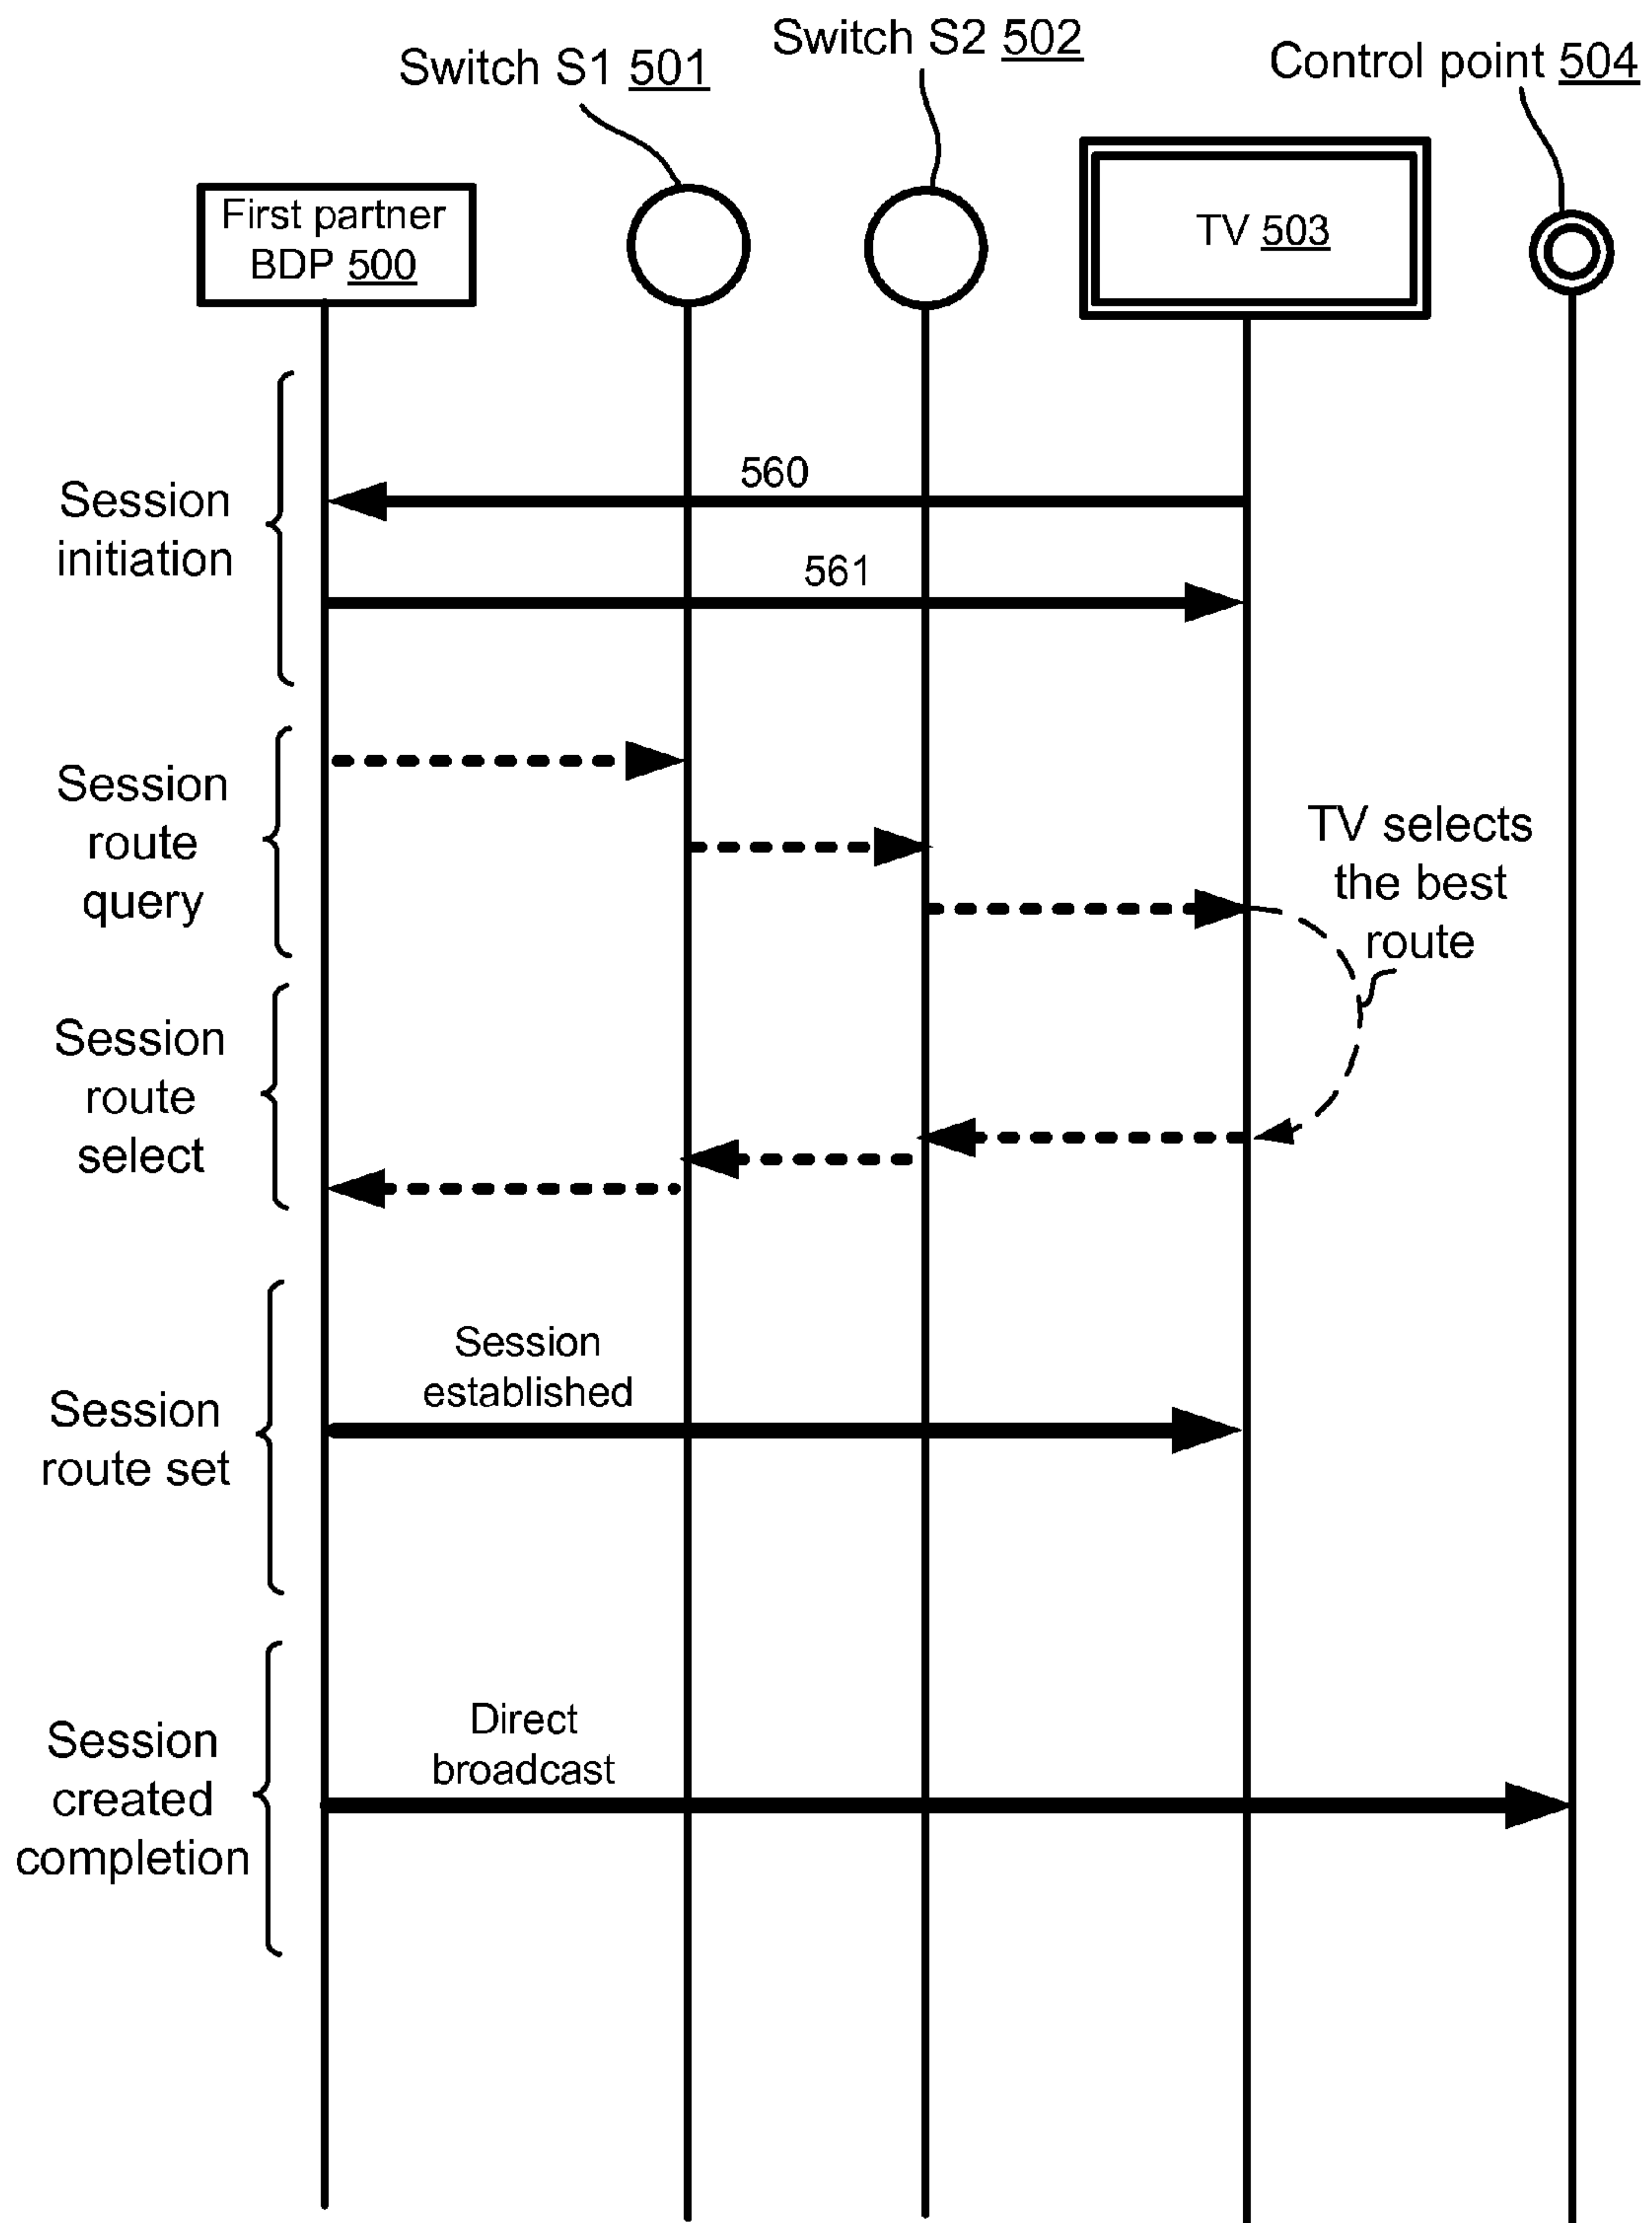 Switch S1 501
Switch S2 502
Control point 504
First partner
BDP 500
TV 503
Session
initiation
560
561
Session
route
query
TV selects
the best
route
Session
route
select
Session
route set
Session
established
Session
created
completion
Direct
broadcast